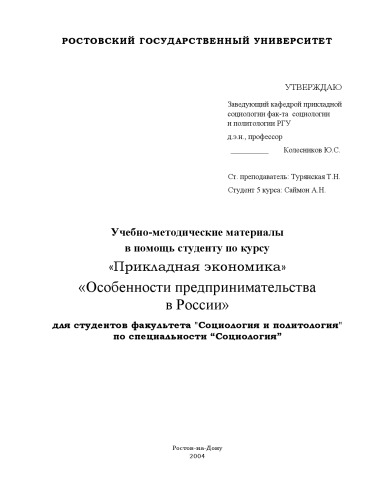 РОСТОВСКИЙ ГОСУДАРСТВЕННЫЙ УНИВЕРСИТЕТ
УТВЕРЖДАЮ
Заведующий кафедрой прикладной
социологии фак-та социологии
и политологии РГУ
д.э.н., профессор
__________ Колесников Ю.С.
Ст. преподаватель: Турянская Т.Н.
Студент 5 курса: Саймон А.Н.
Учебно-методические материалы
в помощь студенту по курсу
«Прикладная экономика»
«Особенности предпринимательства
в России»
для студентов факультета "Социология и политология"
по специальности “Социология”
Ростов-на-Дону
2004